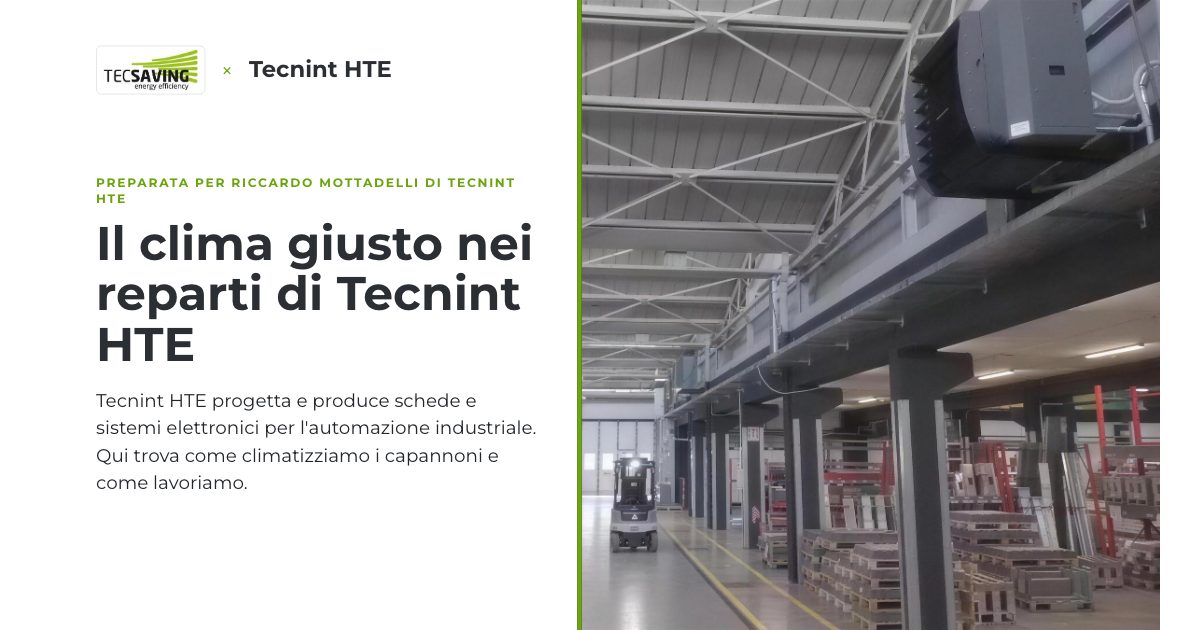 TECSAVING
energy efficiency
× Tecnint HTE
PREPARATA PER RICCARDO MOTTADELLI DI TECNINT
HTE
Il clima giusto nei
reparti di Tecnint
HTE
Tecnint HTE progetta e produce schede e
sistemi elettronici per l'automazione industriale.
Qui trova come climatizziamo i capannoni e
come lavoriamo.